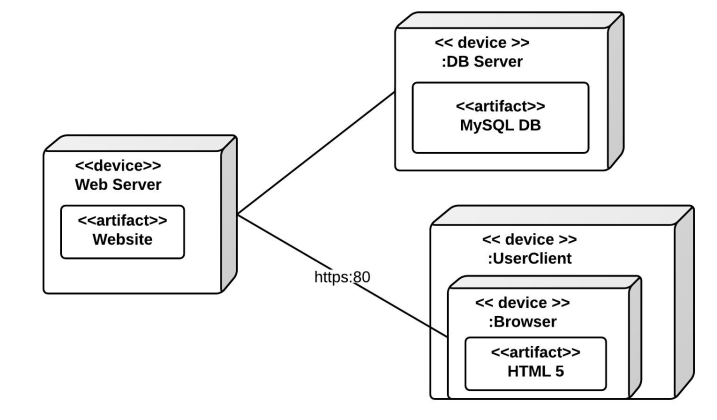 << device >>
:DB Server
<<artifact>>
MySQL DB
<<device>>
Web Server
<<artifact>>
Website
https:80
<< device >>
:UserClient
<< device >>
:Browser
<<artifact>>
HTML 5